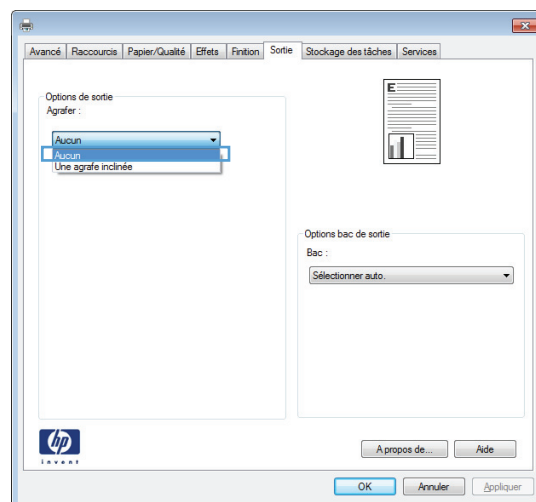 Avancé Raccourcis Papier/Qualité Effets Finition Sortie Stockage des tâches Services
Options de sortie
Agrafer :
Aucun
Aucun
Une agrafe inclinée
E
Options bac de sortie
Bac :
Sélectionner auto.
hp
invent
A propos de... Aide
OK Annuler Appliquer